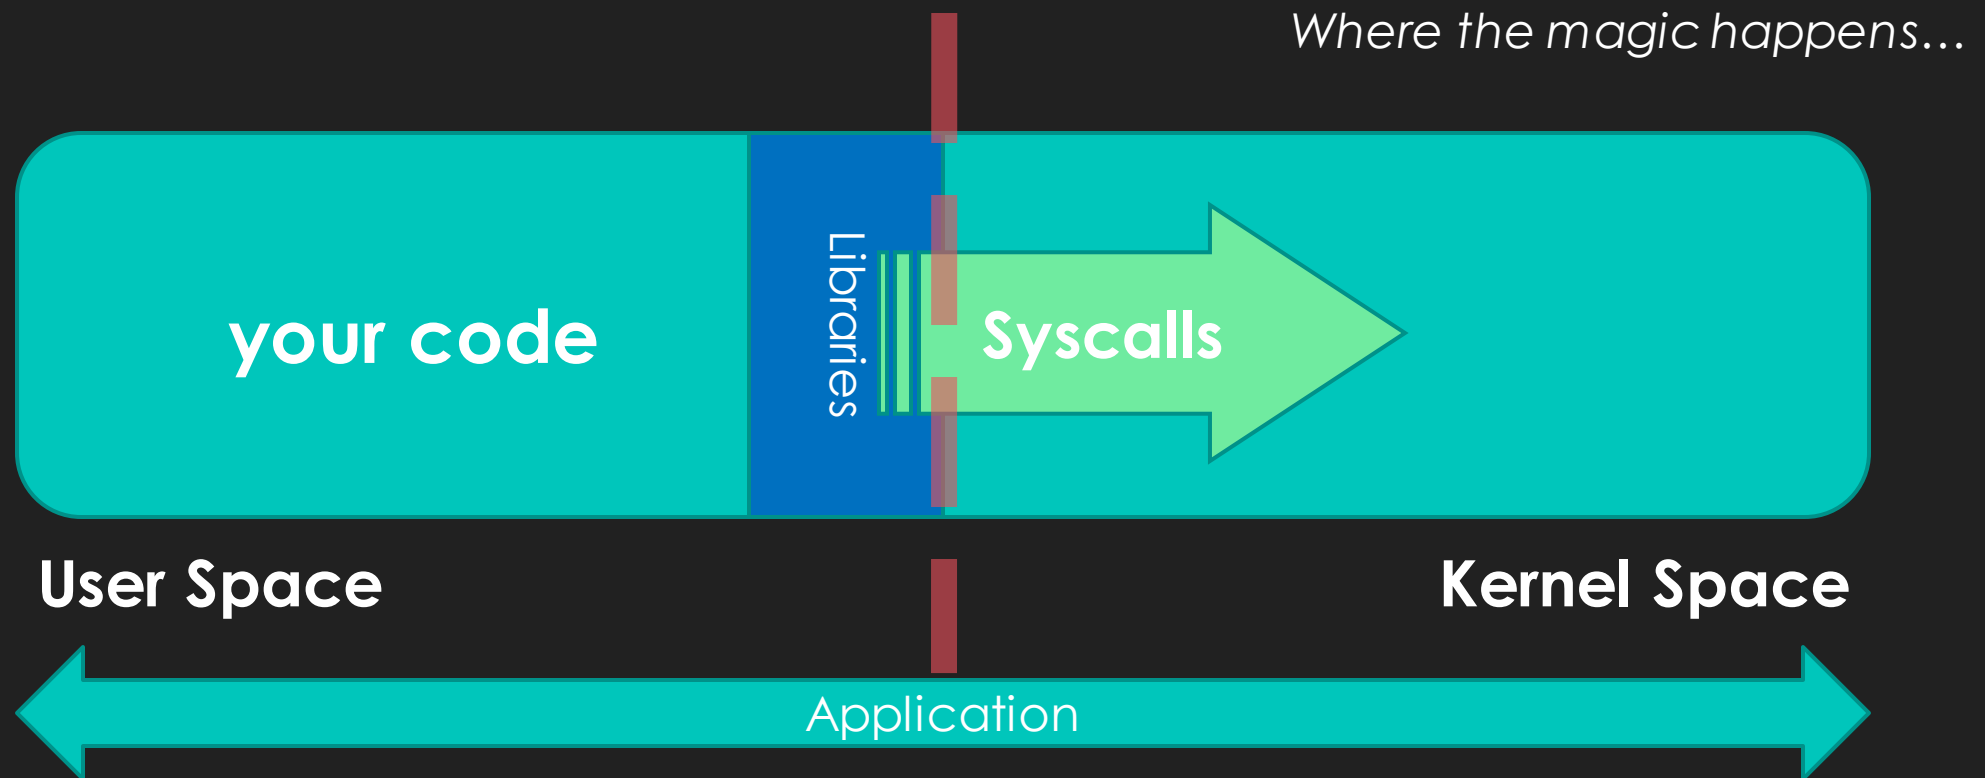 Where the magic happens...
your code
Libraries
Syscalls
User Space
Kernel Space
Application